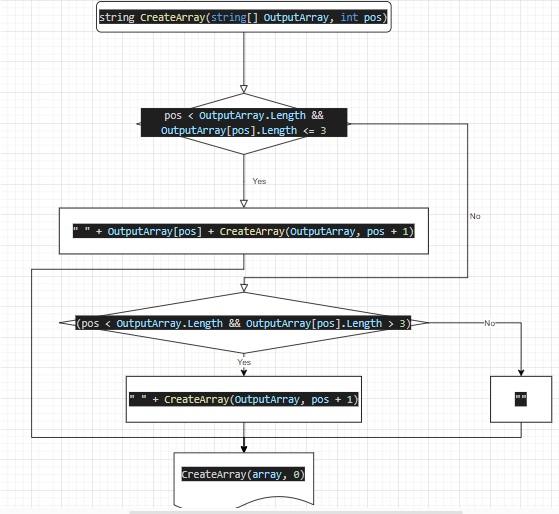 string CreateArray(string[] OutputArray, int pos)
pos < OutputArray.Length &&
OutputArray[pos].Length <= 3
Yes
No
" " + OutputArray[pos] + CreateArray(OutputArray, pos + 1)
(pos < OutputArray.Length && OutputArray[pos].Length > 3)
No
Yes
" " + CreateArray(OutputArray, pos + 1)
""
CreateArray(array, 0)